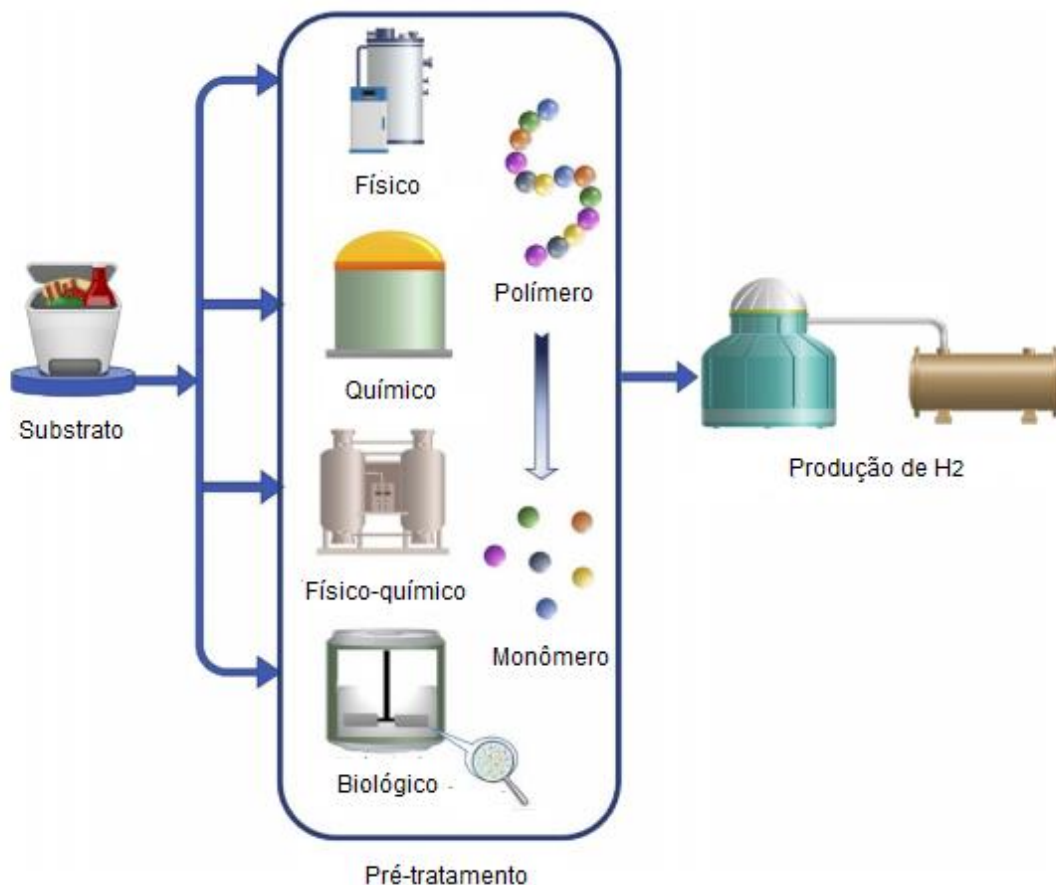 Substrato
Físico
Químico
Físico-químico
Biológico
Polímero
Monômero
Pré-tratamento
Produção de H2